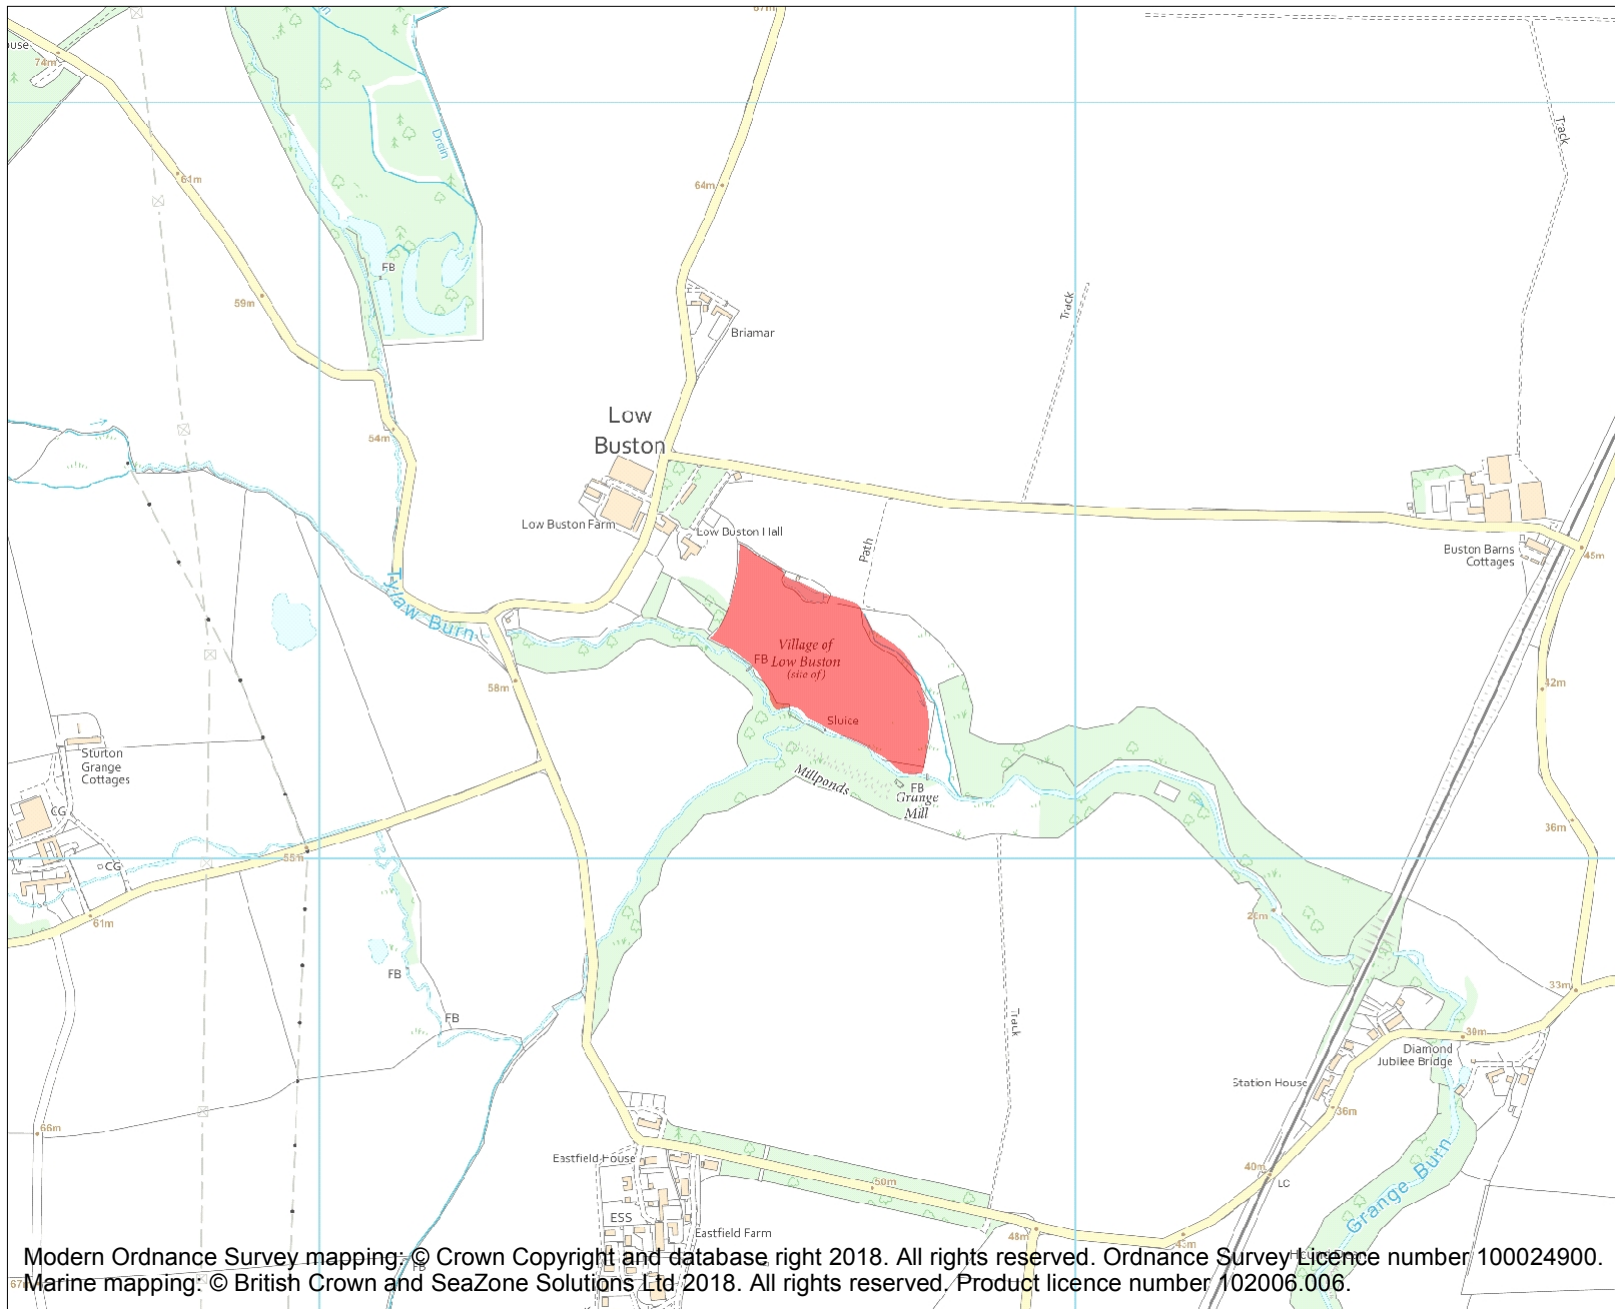 67m
74m
Drain
Track
61m
64m
FB
59m
Track
Briamar
Low
Buston
54m
Low Buston Farm
Low Buston Hall
Path
Buston Barns
Cottages
45m
Tylaw Burn
Village of
Low Buston
(site of)
FB
58m
42m
Sluice
Sturton
Grange
Cottages
Millponds
FB
Grange
Mill
CG
36m
CG
55m
61m
FB
33m
FB
Track
30m
Diamond
Jubilee Bridge
Station House
36m
66m
Eastfield House
40m
LC
50m
Grange Burn
ESS
Eastfield Farm
48m
43m
Modern Ordnance Survey mapping: © Crown Copyright and database right 2018. All rights reserved. Ordnance Survey Licence number 100024900.
Marine mapping: © British Crown and SeaZone Solutions Ltd 2018. All rights reserved. Product licence number 102006.006.
67m
FB